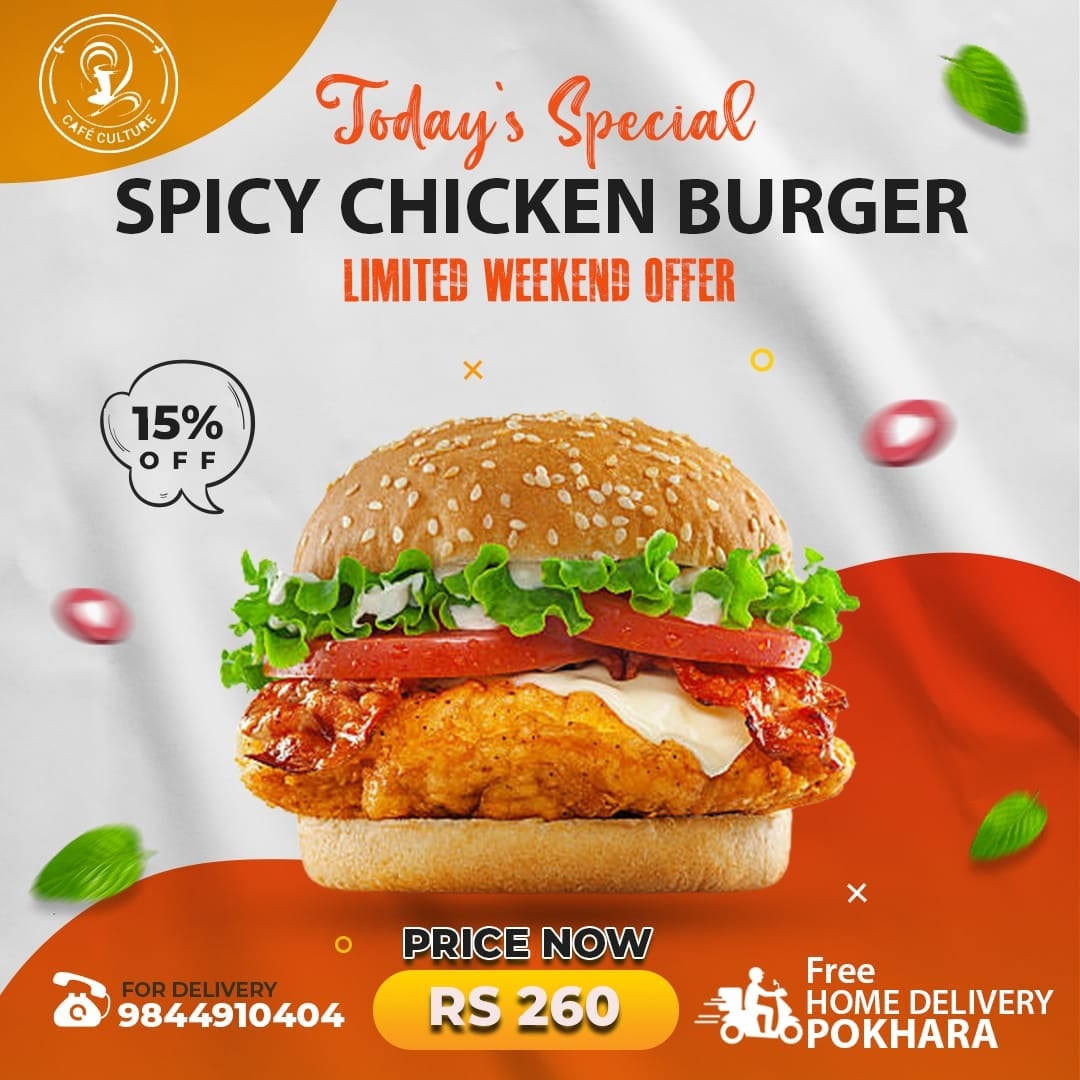 CAFÉ CULTURE
Today's Special
SPICY CHICKEN BURGER
LIMITED WEEKEND OFFER
15%
OFF
PRICE NOW
RS 260
FOR DELIVERY
9844910404
Free
HOME DELIVERY
POKHARA